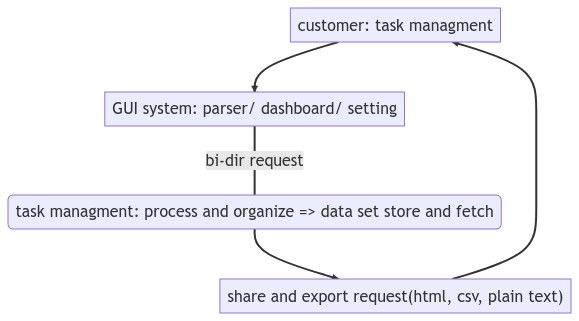 customer: task managment
GUI system: parser/ dashboard/ setting
bi-dir request
task managment: process and organize => data set store and fetch
share and export request(html, csv, plain text)